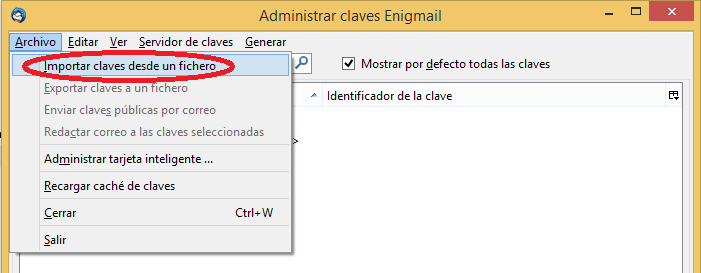 Administrar claves Enigmail
Archivo Editar Ver Servidor de claves Generar
Importar claves desde un fichero
Mostrar por defecto todas las claves
Exportar claves a un fichero
Identificador de la clave
Enviar claves públicas por correo
Redactar correo a las claves seleccionadas
>
Administrar tarjeta inteligente ...
Recargar caché de claves
Cerrar Ctrl+W
Salir